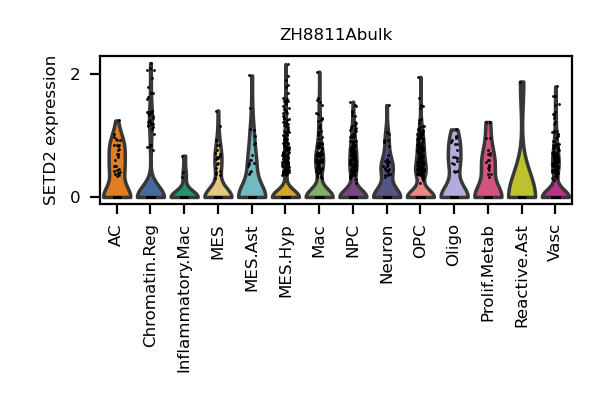 ZH8811Abulk
SETD2 expression
2
0
AC
Chromatin.Reg
Inflammatory.Mac
MES
MES.Ast
MES.Hyp
Mac
NPC
Neuron
OPC
Oligo
Prolif.Metab
Reactive.Ast
Vasc